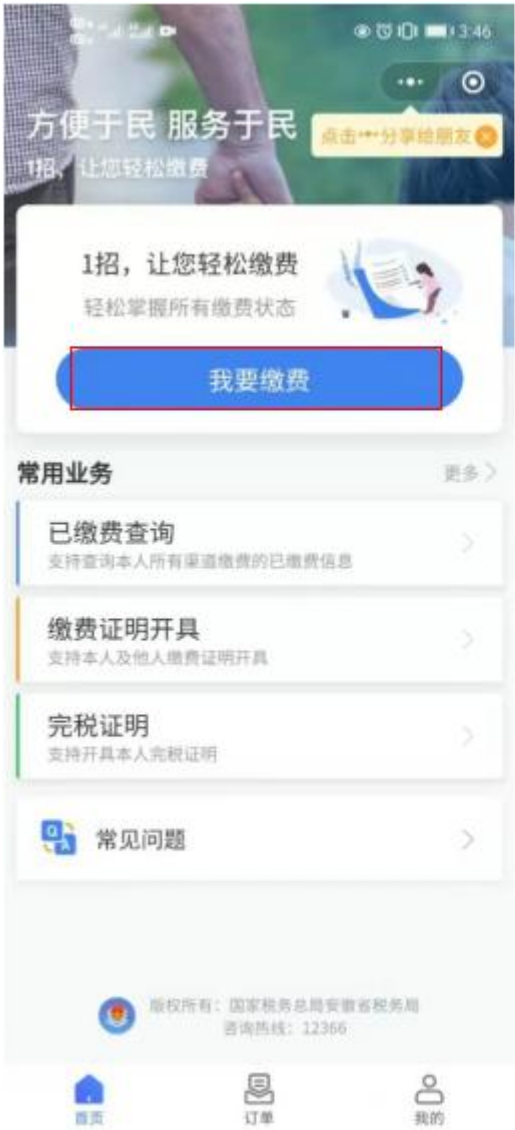 3:46
方便于民 服务于民
点击•••分享给朋友
1招，让您轻松缴费
1招，让您轻松缴费
轻松掌握所有缴费状态
我要缴费
常用业务
更多
已缴费查询
支持查询本人所有渠道缴费的已缴费信息
缴费证明开具
支持本人及他人缴费证明开具
完税证明
支持开具本人完税证明
Q
A
常见问题
版权所有：国家税务总局安徽省税务局
咨询热线：12366
首页
订单
我的